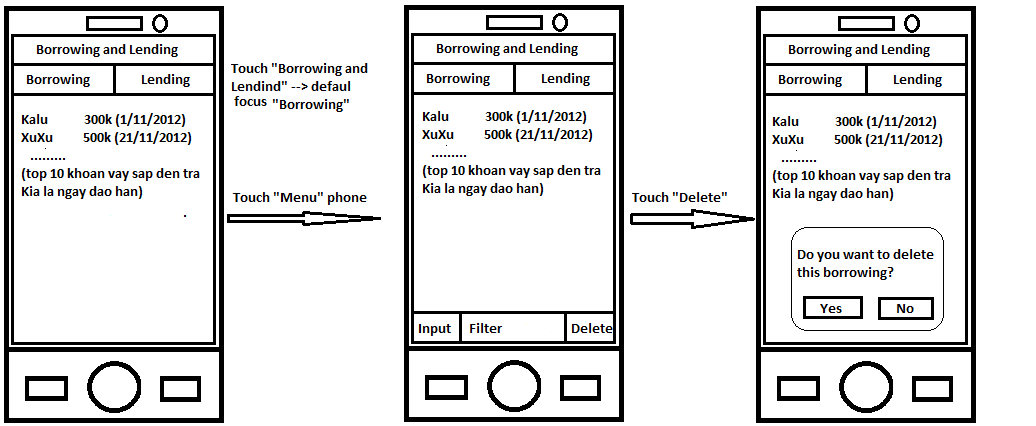 Borrowing and Lending
Borrowing
Lending
Kalu 300k (1/11/2012)
XuXu 500k (21/11/2012)
.........
(top 10 khoan vay sap den tra
Kia la ngay dao han)
Touch "Borrowing and
Lendind" --> defaul
focus "Borrowing"
Touch "Menu" phone
Borrowing and Lending
Borrowing
Lending
Kalu 300k (1/11/2012)
XuXu 500k (21/11/2012)
.........
(top 10 khoan vay sap den tra
Kia la ngay dao han)
Input
Filter
Delete
Touch "Delete"
Borrowing and Lending
Borrowing
Lending
Kalu 300k (1/11/2012)
XuXu 500k (21/11/2012)
.........
(top 10 khoan vay sap den tra
Kia la ngay dao han)
Do you want to delete
this borrowing?
Yes
No